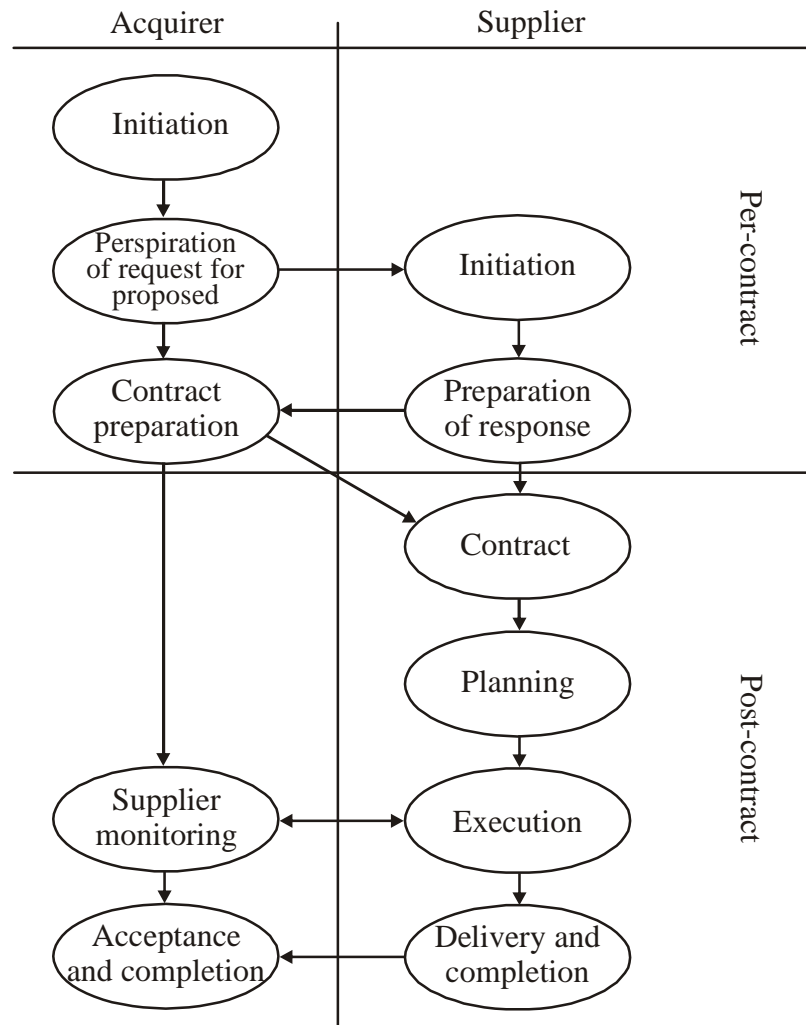 Acquirer
Supplier
Initiation
Perspiration
of request for
proposed
Initiation
Contract
preparation
Preparation
of response
Per-contract
Contract
Planning
Supplier
monitoring
Execution
Acceptance
and completion
Delivery and
completion
Post-contract